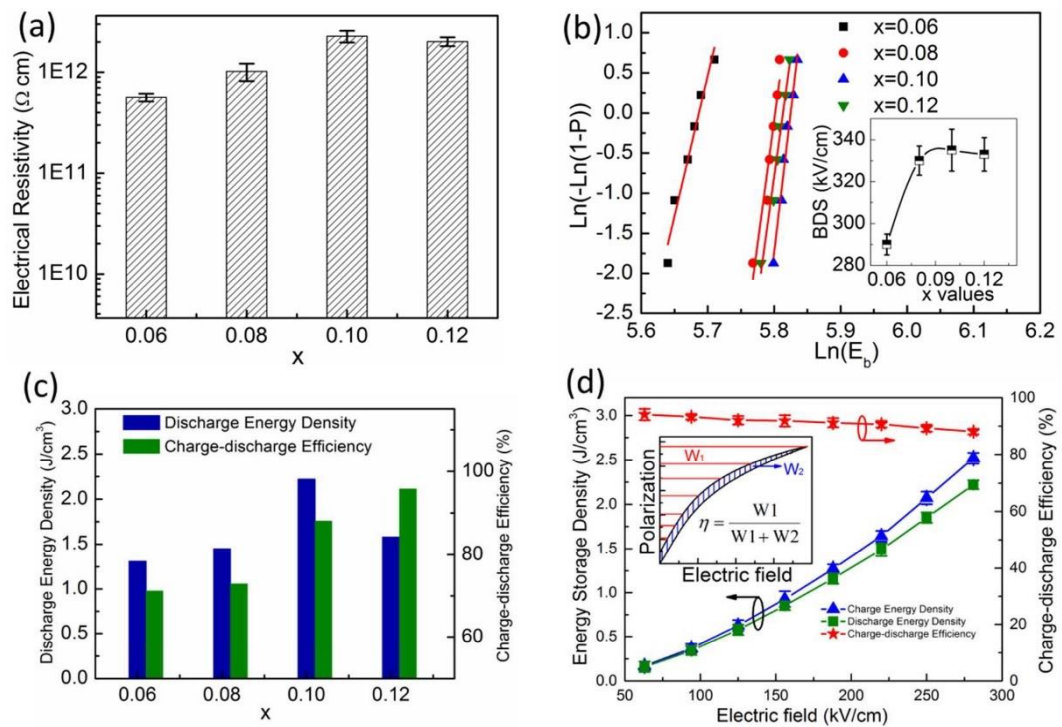 (a)
Electrical Resistivity (Ω cm)
1E12
1E11
1E10
0.06 0.08 0.10 0.12
x
(b)
Ln(-Ln(1-P))
1.0
0.5
0.0
-0.5
-1.0
-1.5
-2.0
-2.5
5.6 5.7 5.8 5.9 6.0 6.1 6.2
Ln(E_b)
x=0.06
x=0.08
x=0.10
x=0.12
BDS (kV/cm)
340
320
300
280
0.06 0.09 0.12
x values
(c)
Discharge Energy Density (J/cm³)
3.0
2.5
2.0
1.5
1.0
0.5
0.0
Discharge Energy Density
Charge-discharge Efficiency
100
80
60
Charge-discharge Efficiency (%)
0.06 0.08 0.10 0.12
x
(d)
Energy Storage Density (J/cm³)
3.0
2.5
2.0
1.5
1.0
0.5
0.0
100
80
60
40
20
0
Charge-discharge Efficiency (%)
W₁
W₂
η = W1 / (W1 + W2)
Polarization
Electric field
Charge Energy Density
Discharge Energy Density
Charge-discharge Efficiency
50 100 150 200 250 300
Electric field (kV/cm)